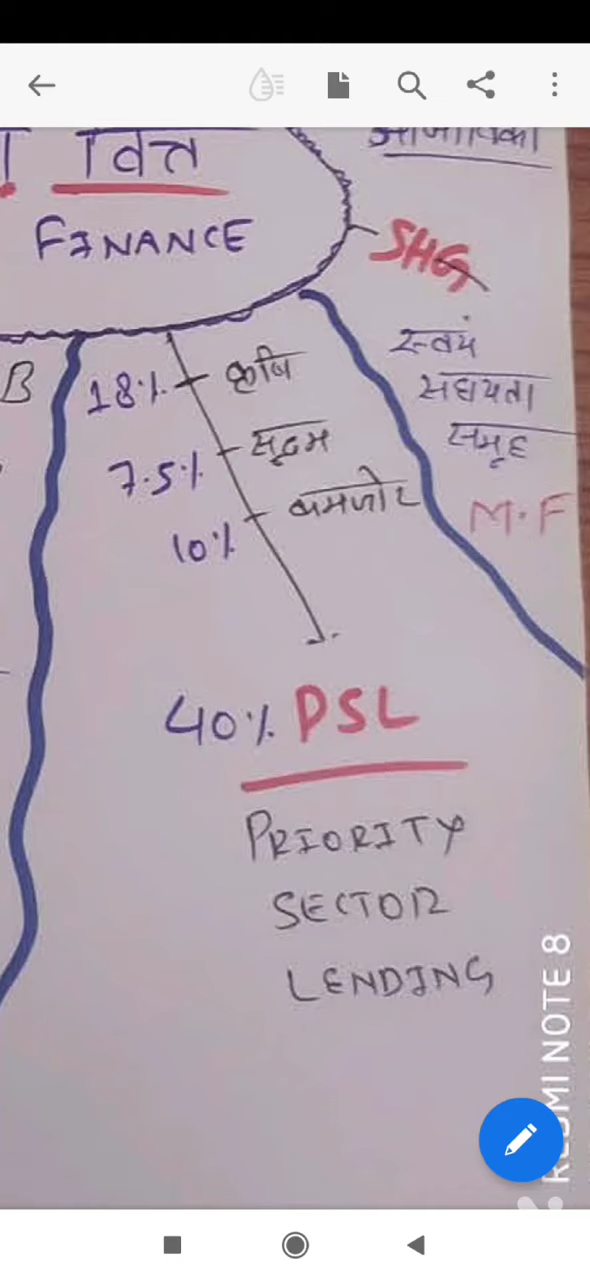 वित्त
FINANCE
SHG
स्वयं
सहायता
समूह
M.F
B
18% कृषि
7.5% सूक्ष्म
10% कमजोर
40% PSL
PRIORITY
SECTOR
LENDING
REDMI NOTE 8